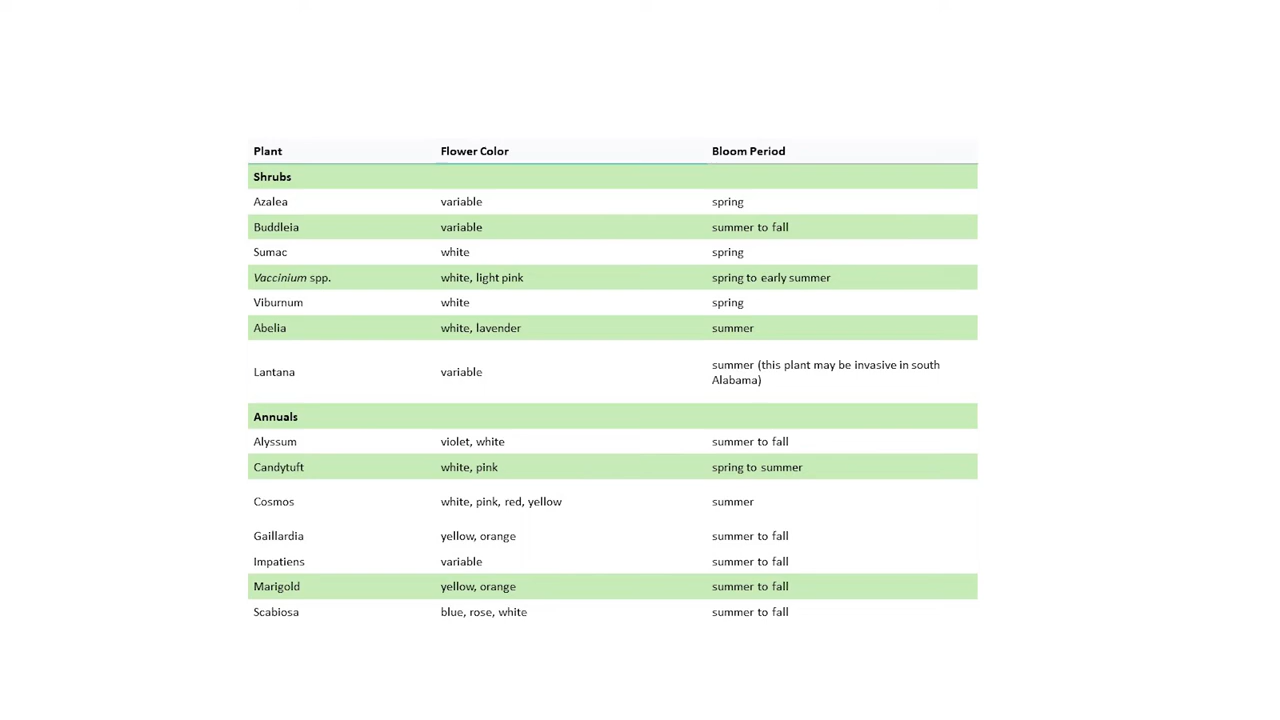 Plant Flower Color Bloom Period
Shrubs
Azalea variable spring
Buddleia variable summer to fall
Sumac white spring
Vaccinium spp. white, light pink spring to early summer
Viburnum white spring
Abelia white, lavender summer
Lantana variable summer (this plant may be invasive in south
Alabama)
Annuals
Alyssum violet, white summer to fall
Candytuft white, pink spring to summer
Cosmos white, pink, red, yellow summer
Gaillardia yellow, orange summer to fall
Impatiens variable summer to fall
Marigold yellow, orange summer to fall
Scabiosa blue, rose, white summer to fall